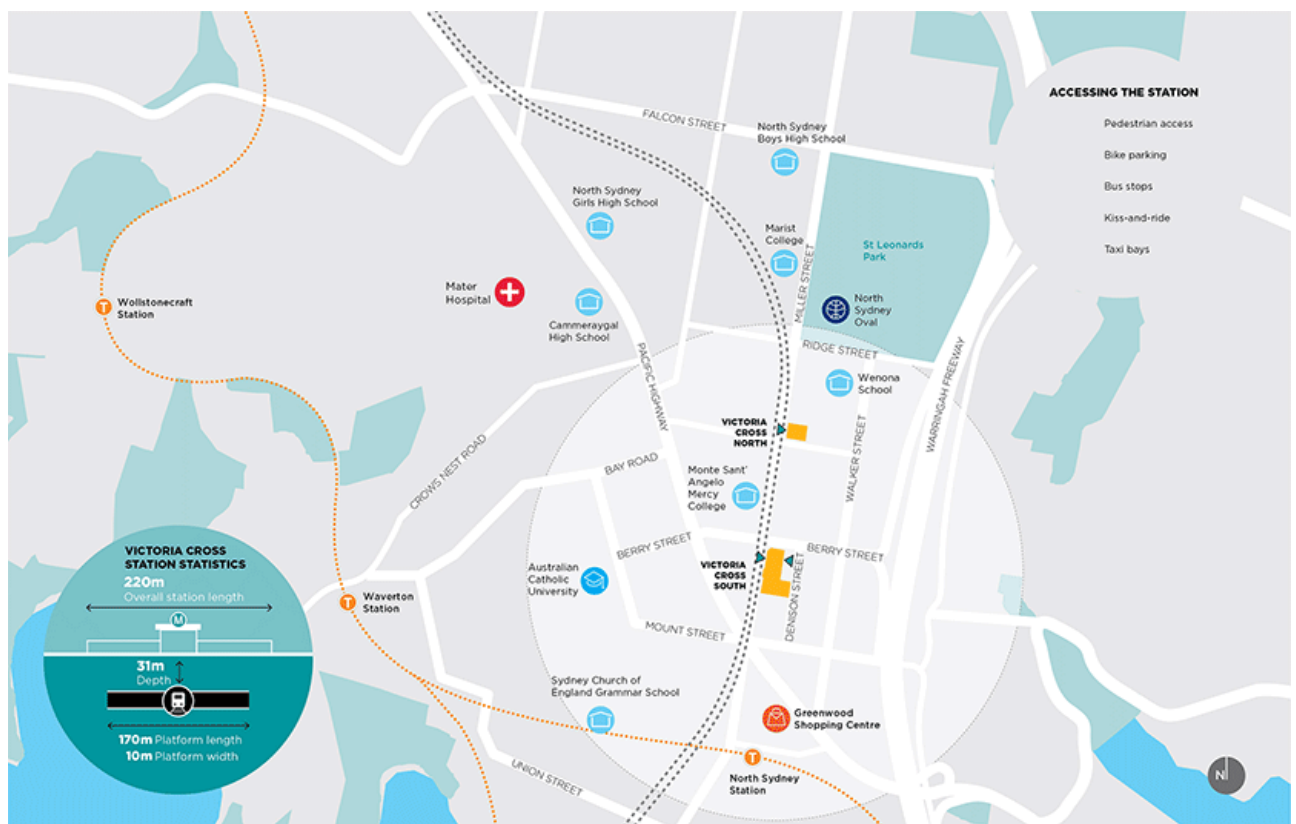 ACCESSING THE STATION
Pedestrian access
Bike parking
Bus stops
Kiss-and-ride
Taxi bays
FALCON STREET
North Sydney
Boys High School
North Sydney
Girls High School
Marist
College
St Leonards
Park
MILLER STREET
Mater
Hospital
Wollstonecraft
Station
North
Sydney
Oval
Cammeraygal
High School
RIDGE STREET
PACIFIC HIGHWAY
WARRINGAH FREEWAY
Wenona
School
VICTORIA
CROSS
NORTH
CROWS NEST ROAD
BAY ROAD
WALKER STREET
Monte Sant'
Angelo
Mercy
College
BERRY STREET
BERRY STREET
VICTORIA CROSS
STATION STATISTICS
220m
Overall station length
M
31m
Depth
170m Platform length
10m Platform width
Australian
Catholic
University
VICTORIA
CROSS
SOUTH
DENISON STREET
T
T
Waverton
Station
MOUNT STREET
Sydney Church of
England Grammar School
Greenwood
Shopping Centre
T
North Sydney
Station
UNION STREET
N